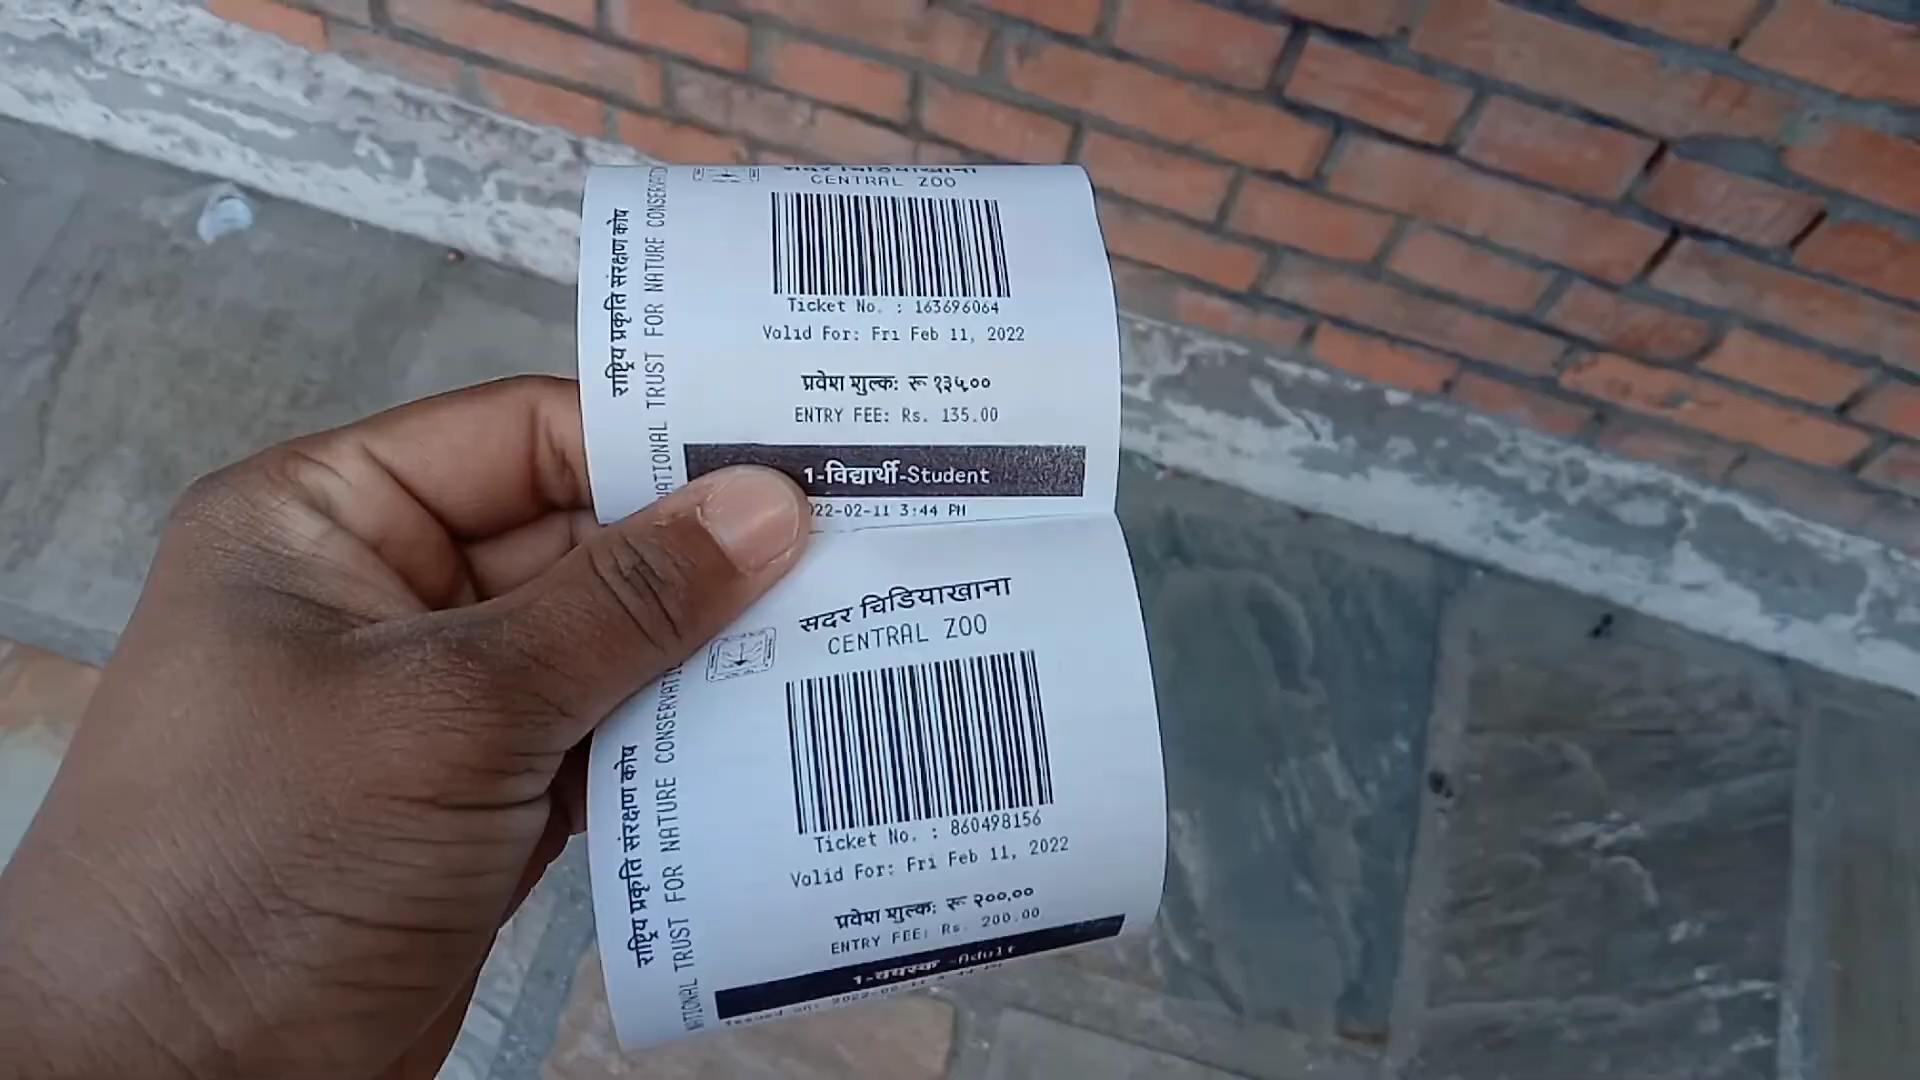 सदर चिडियाखाना
CENTRAL ZOO
Ticket No. : 163696064
Valid For: Fri Feb 11, 2022
प्रवेश शुल्क: रू १३५.००
ENTRY FEE: Rs. 135.00
1-विद्यार्थी-Student
22-02-11 3:44 PM
राष्ट्रिय प्रकृति संरक्षण कोष
NATIONAL TRUST FOR NATURE
सदर चिडियाखाना
CENTRAL ZOO
Ticket No. : 860498156
Valid For: Fri Feb 11, 2022
प्रवेश शुल्क: रू २००.००
ENTRY FEE: Rs. 200.00
1-वयस्क -Adult
राष्ट्रिय प्रकृति संरक्षण कोष
NATIONAL TRUST FOR NATURE